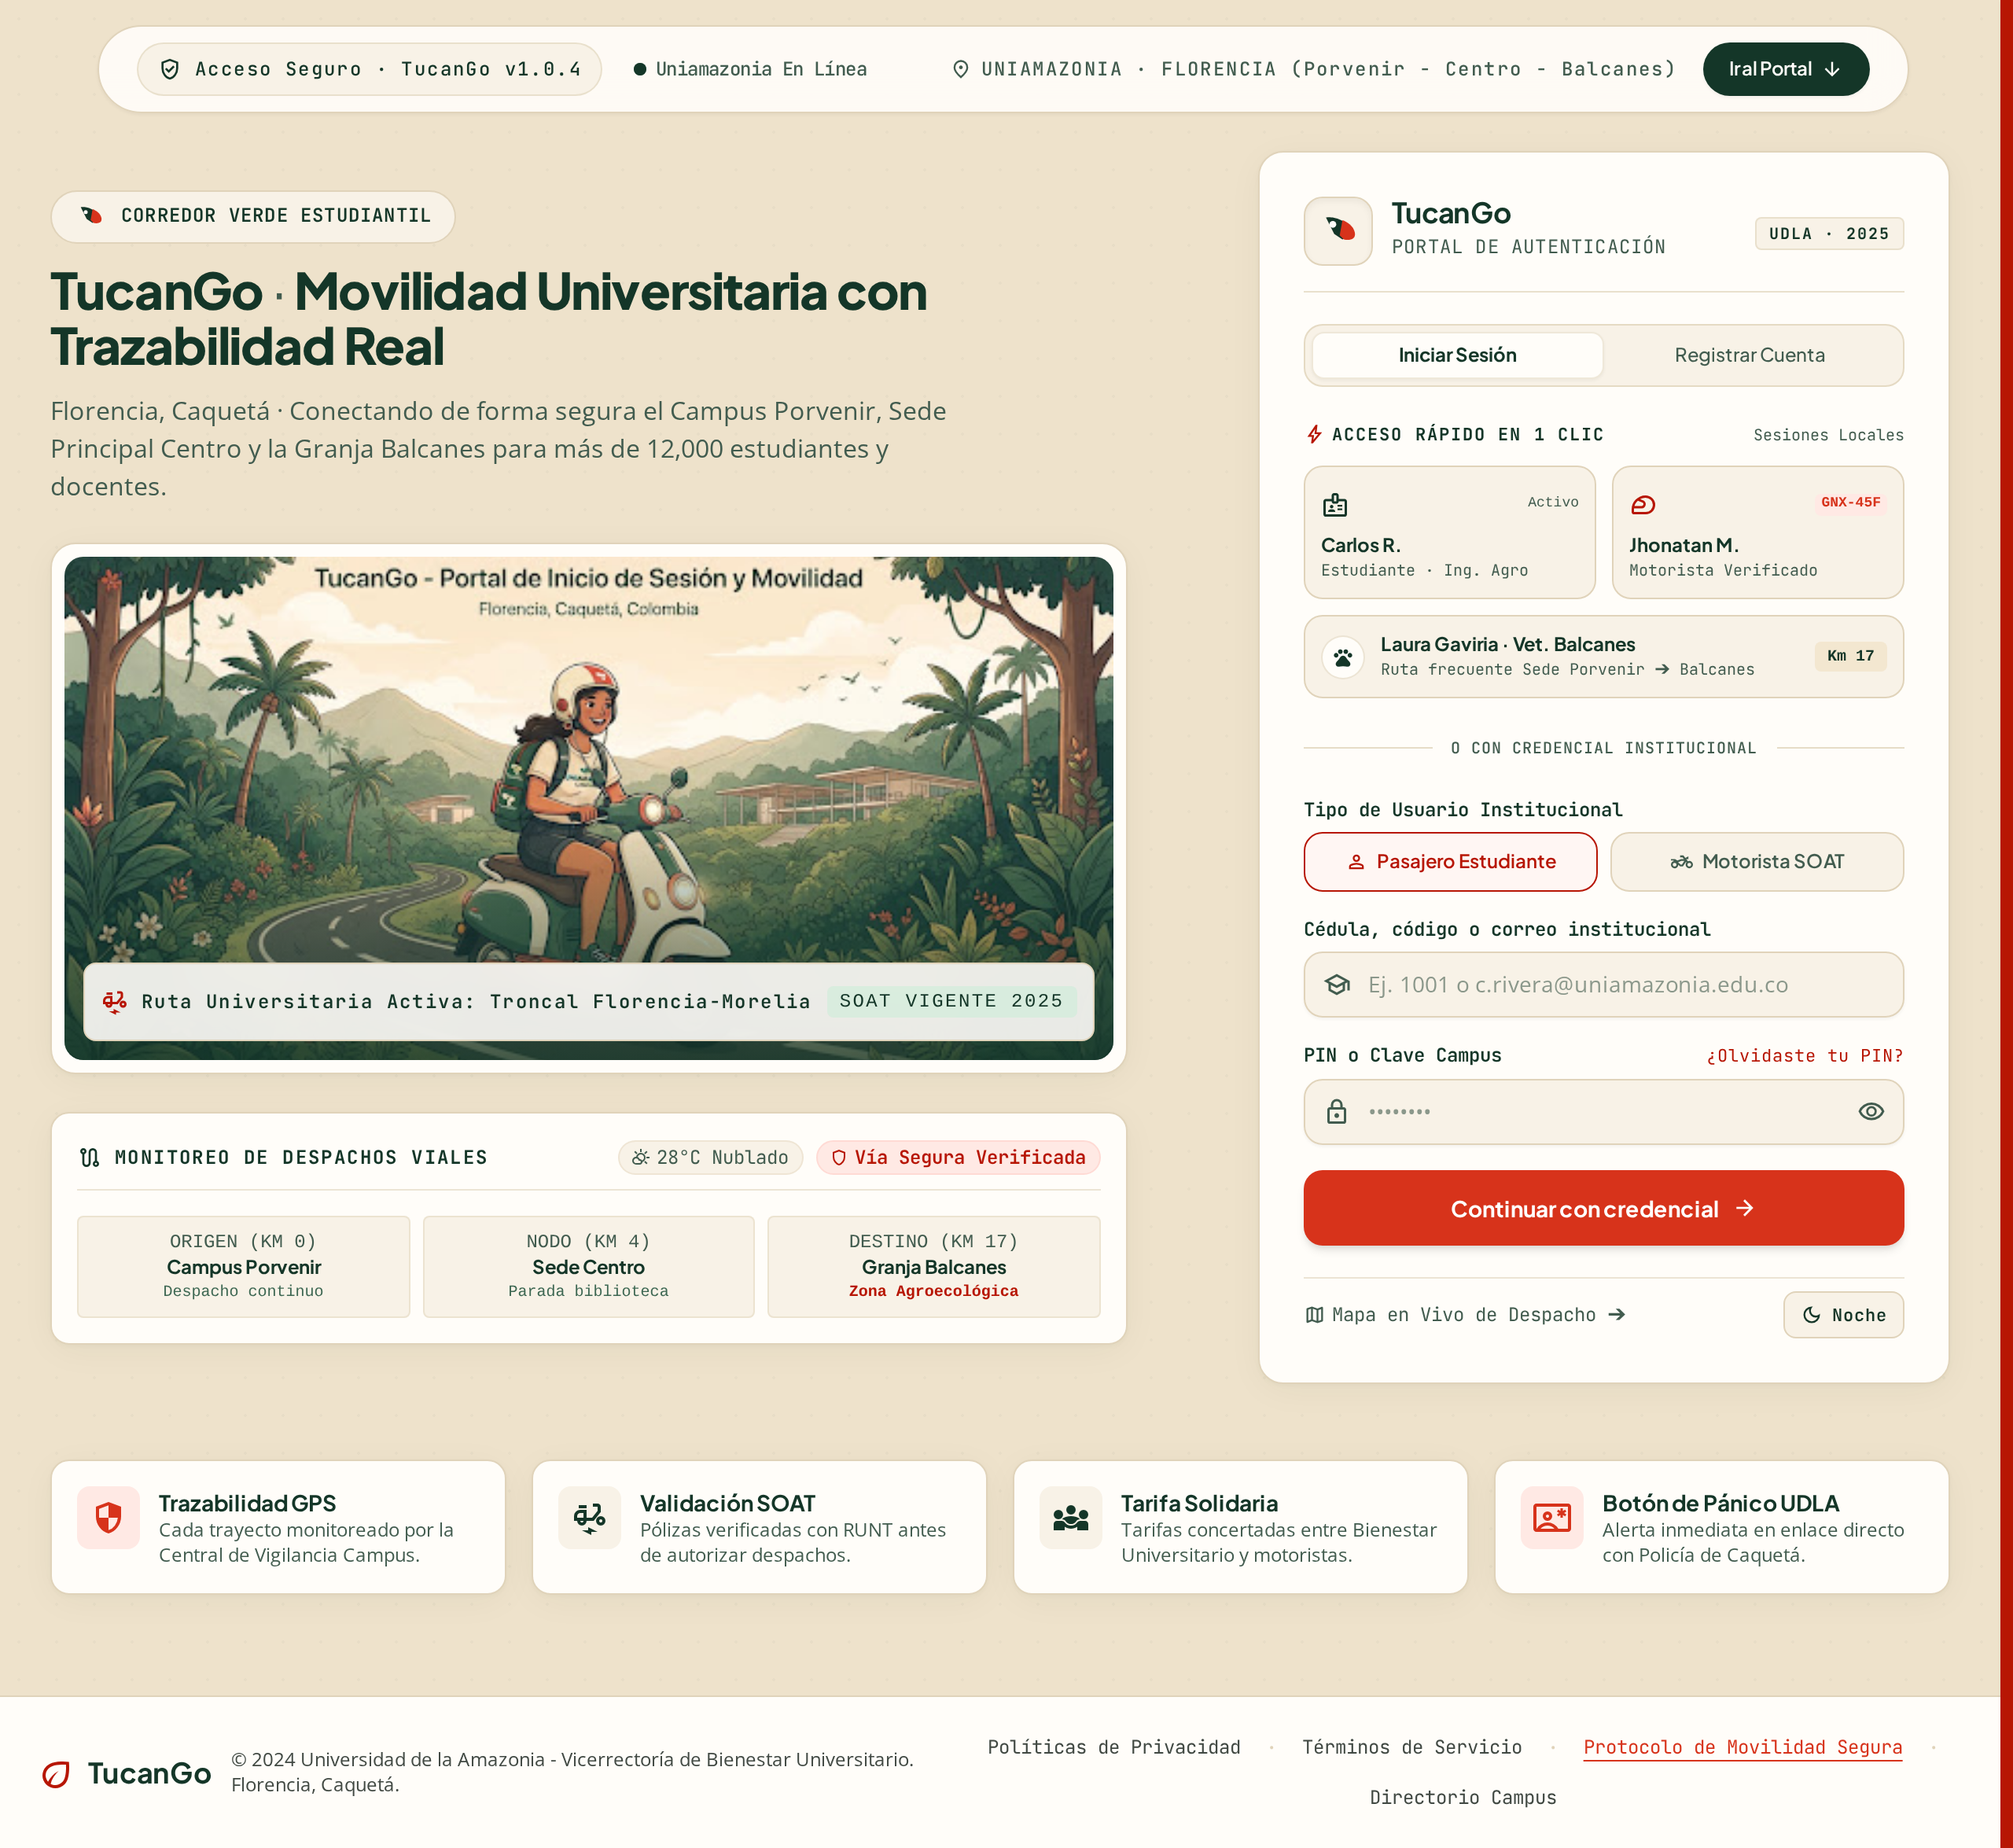 Acceso Seguro · TucanGo v1.0.4
Uniamazonia En Línea
UNIAMAZONIA · FLORENCIA (Porvenir - Centro - Balcanes)
Ir al Portal ↓
CORREDOR VERDE ESTUDIANTIL
TucanGo · Movilidad Universitaria con
Trazabilidad Real
Florencia, Caquetá · Conectando de forma segura el Campus Porvenir, Sede
Principal Centro y la Granja Balcanes para más de 12,000 estudiantes y
docentes.
TucanGo - Portal de Inicio de Sesión y Movilidad
Florencia, Caquetá, Colombia
Ruta Universitaria Activa: Troncal Florencia-Morelia
SOAT VIGENTE 2025
MONITOREO DE DESPACHOS VIALES
28°C Nublado
Vía Segura Verificada
ORIGEN (KM 0)
Campus Porvenir
Despacho continuo
NODO (KM 4)
Sede Centro
Parada biblioteca
DESTINO (KM 17)
Granja Balcanes
Zona Agroecológica
TucanGo
PORTAL DE AUTENTICACIÓN
UDLA · 2025
Iniciar Sesión
Registrar Cuenta
ACCESO RÁPIDO EN 1 CLIC
Sesiones Locales
Activo
Carlos R.
Estudiante · Ing. Agro
GNX-45F
Jhonatan M.
Motorista Verificado
Laura Gaviria · Vet. Balcanes
Ruta frecuente Sede Porvenir → Balcanes
Km 17
O CON CREDENCIAL INSTITUCIONAL
Tipo de Usuario Institucional
Pasajero Estudiante
Motorista SOAT
Cédula, código o correo institucional
Ej. 1001 o c.rivera@uniamazonia.edu.co
PIN o Clave Campus
¿Olvidaste tu PIN?
••••••••
Continuar con credencial →
Mapa en Vivo de Despacho →
Noche
Trazabilidad GPS
Cada trayecto monitoreado por la
Central de Vigilancia Campus.
Validación SOAT
Pólizas verificadas con RUNT antes
de autorizar despachos.
Tarifa Solidaria
Tarifas concertadas entre Bienestar
Universitario y motoristas.
Botón de Pánico UDLA
Alerta inmediata en enlace directo
con Policía de Caquetá.
TucanGo
© 2024 Universidad de la Amazonia - Vicerrectoría de Bienestar Universitario.
Florencia, Caquetá.
Políticas de Privacidad · Términos de Servicio · Protocolo de Movilidad Segura ·
Directorio Campus